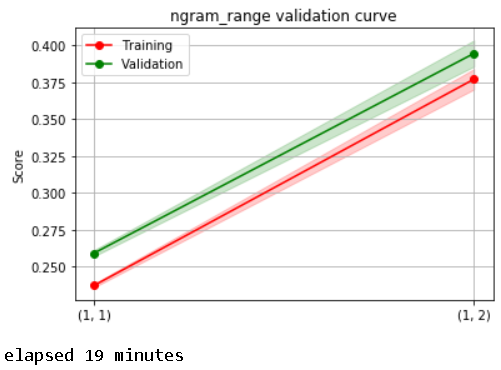 ngram_range validation curve
Training
Validation
0.400
0.375
0.350
0.325
0.300
0.275
0.250
Score
(1, 1)
(1, 2)
elapsed 19 minutes